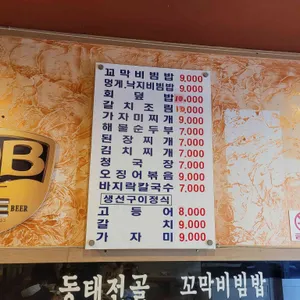 꼬막비빔밥 9,000
멍게,낙지비빔밥 9,000
회덮밥 10,000
갈치조림 10,000
가자미찌개 9,000
해물순두부 7,000
된장찌개 7,000
김치찌개 7,000
청국장 7,000
오징어볶음 9,000
바지락칼국수 7,000
생선구이정식
고등어 8,000
갈치 9,000
가자미 9,000
B
BEER
동태전골 꼬막비빔밥